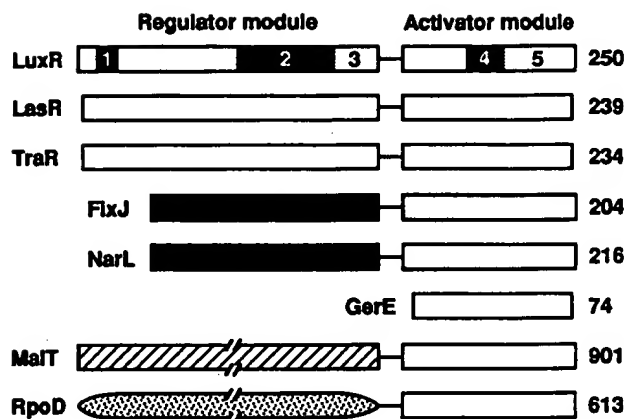 Regulator module Activator module
LuxR 1 2 3 4 5 250
LasR 239
TraR 234
FixJ 204
NarL 216
GerE 74
MalT 901
RpoD 613